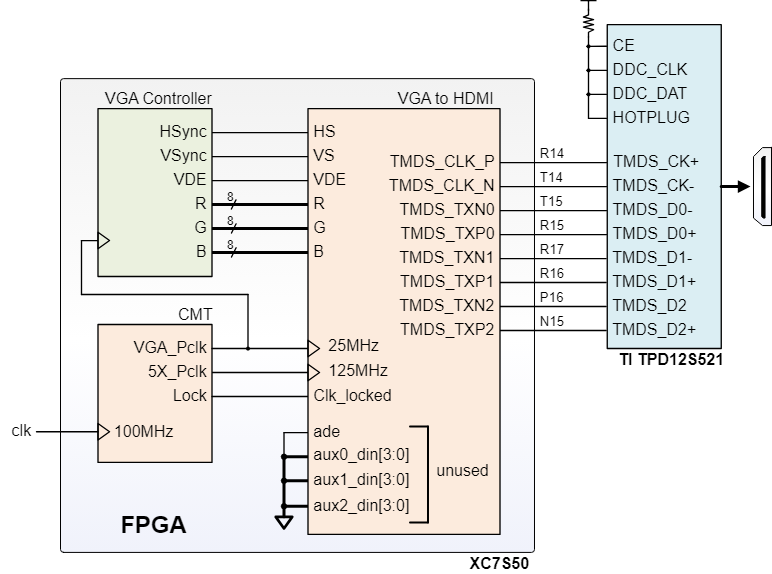 CE
DDC_CLK
DDC_DAT
HOTPLUG
VGA Controller
VGA to HDMI
HSync
HS
VSync
VS
VDE
VDE
R
8
R
G
8
G
B
8
B
TMDS_CLK_P
R14
TMDS_CK+
TMDS_CLK_N
T14
TMDS_CK-
TMDS_TXN0
T15
TMDS_D0-
TMDS_TXP0
R15
TMDS_D0+
TMDS_TXN1
R17
TMDS_D1-
TMDS_TXP1
R16
TMDS_D1+
TMDS_TXN2
P16
TMDS_D2
TMDS_TXP2
N15
TMDS_D2+
TI TPD12S521
CMT
VGA_Pclk
25MHz
5X_Pclk
125MHz
Lock
Clk_locked
clk
100MHz
ade
aux0_din[3:0]
aux1_din[3:0]
aux2_din[3:0]
unused
FPGA
XC7S50